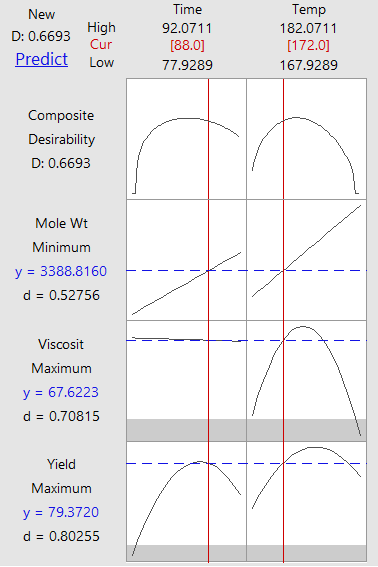 New
D: 0.6693
Predict
High
Cur
Low
Time
92.0711
[88.0]
77.9289
Temp
182.0711
[172.0]
167.9289
Composite
Desirability
D: 0.6693
Mole Wt
Minimum
y = 3388.8160
d = 0.52756
Viscosit
Maximum
y = 67.6223
d = 0.70815
Yield
Maximum
y = 79.3720
d = 0.80255